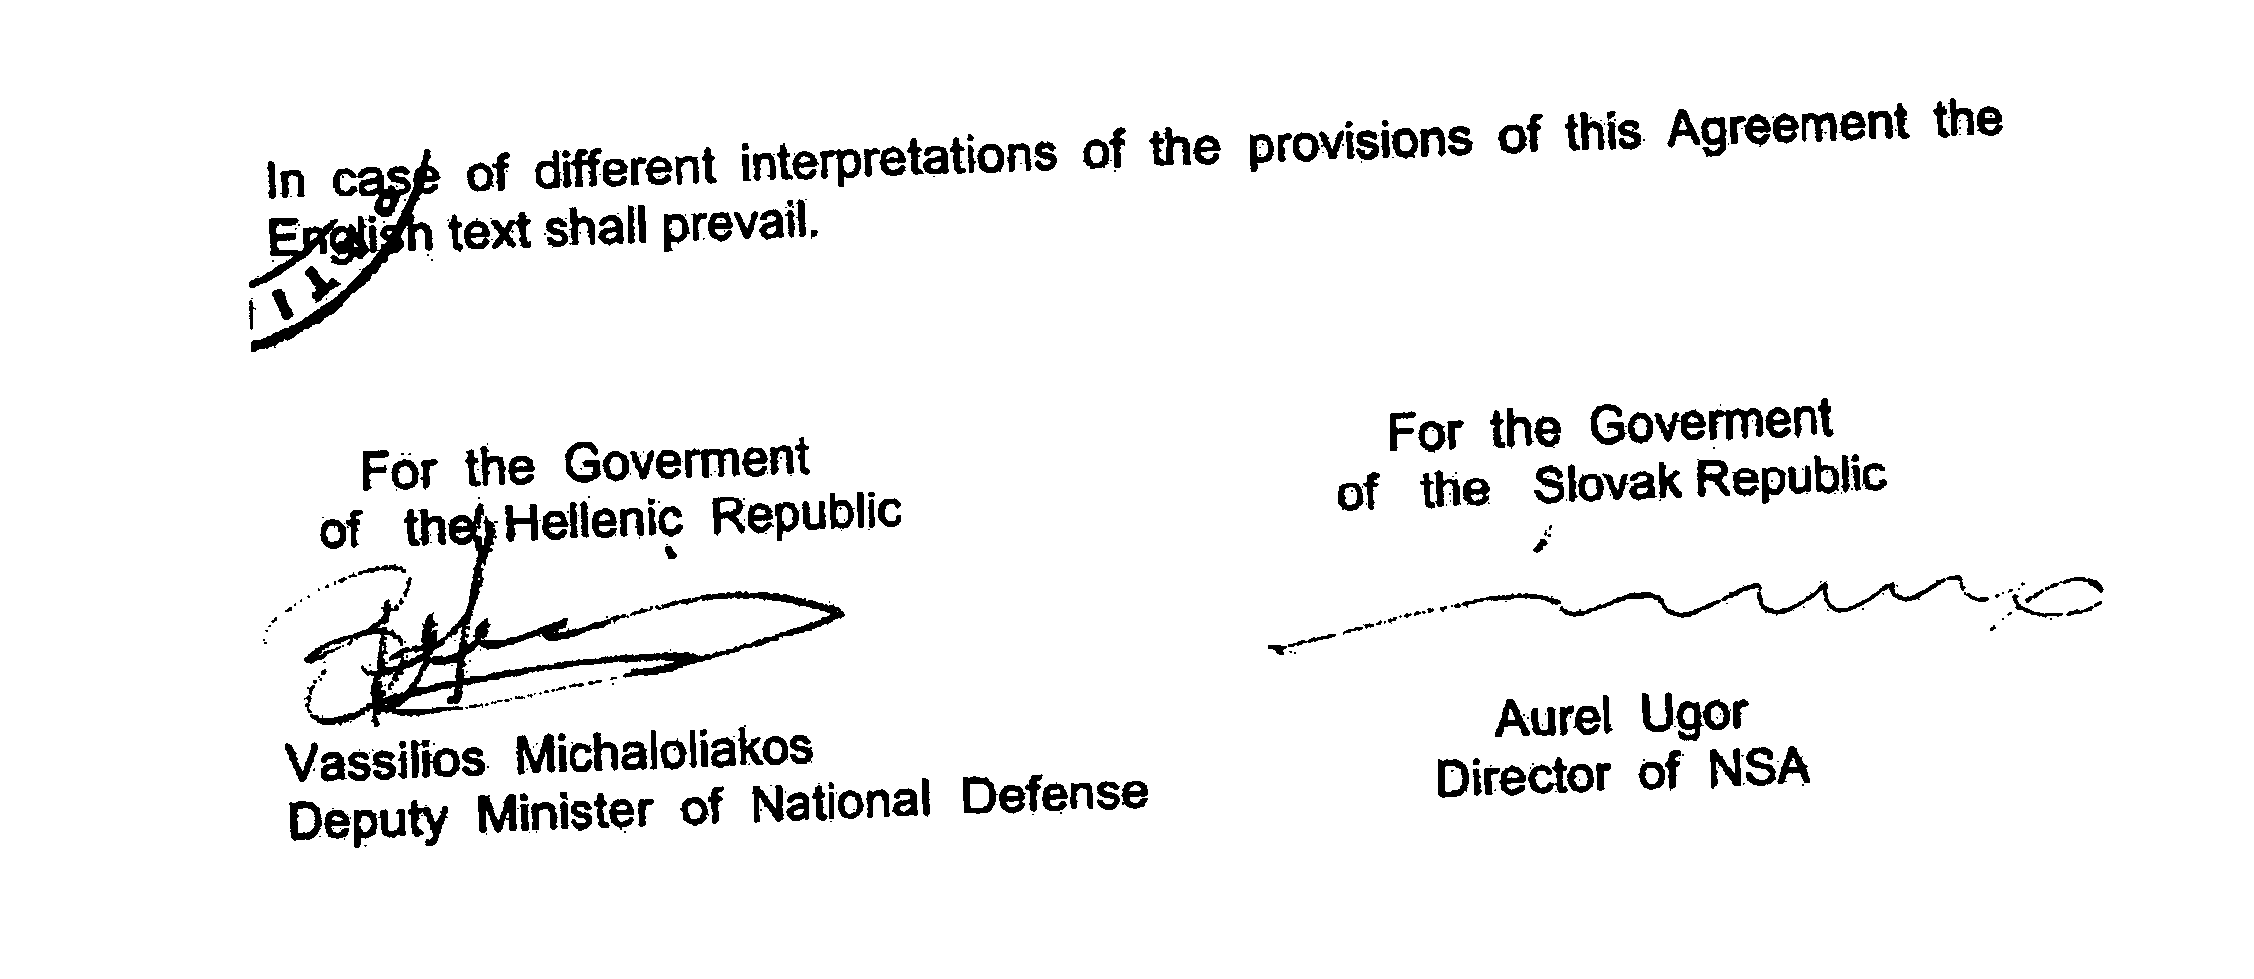 In case of different interpretations of the provisions of this Agreement the
English text shall prevail.
For the Goverment
of the Hellenic Republic
Vassilios Michaloliakos
Deputy Minister of National Defense
For the Goverment
of the Slovak Republic
Aurel Ugor
Director of NSA